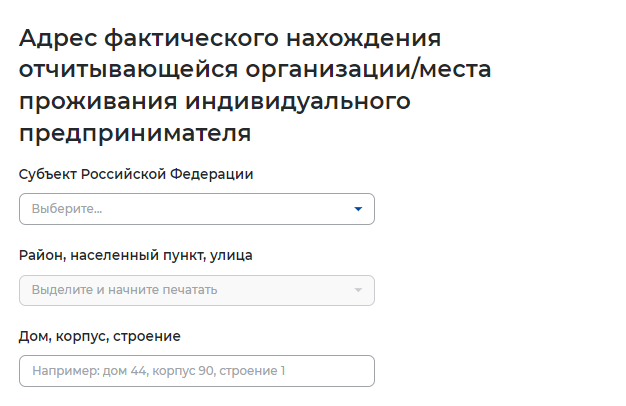 Адрес фактического нахождения
отчитывающейся организации/места
проживания индивидуального
предпринимателя
Субъект Российской Федерации
Выберите...
Район, населенный пункт, улица
Выделите и начните печатать
Дом, корпус, строение
Например: дом 44, корпус 90, строение 1